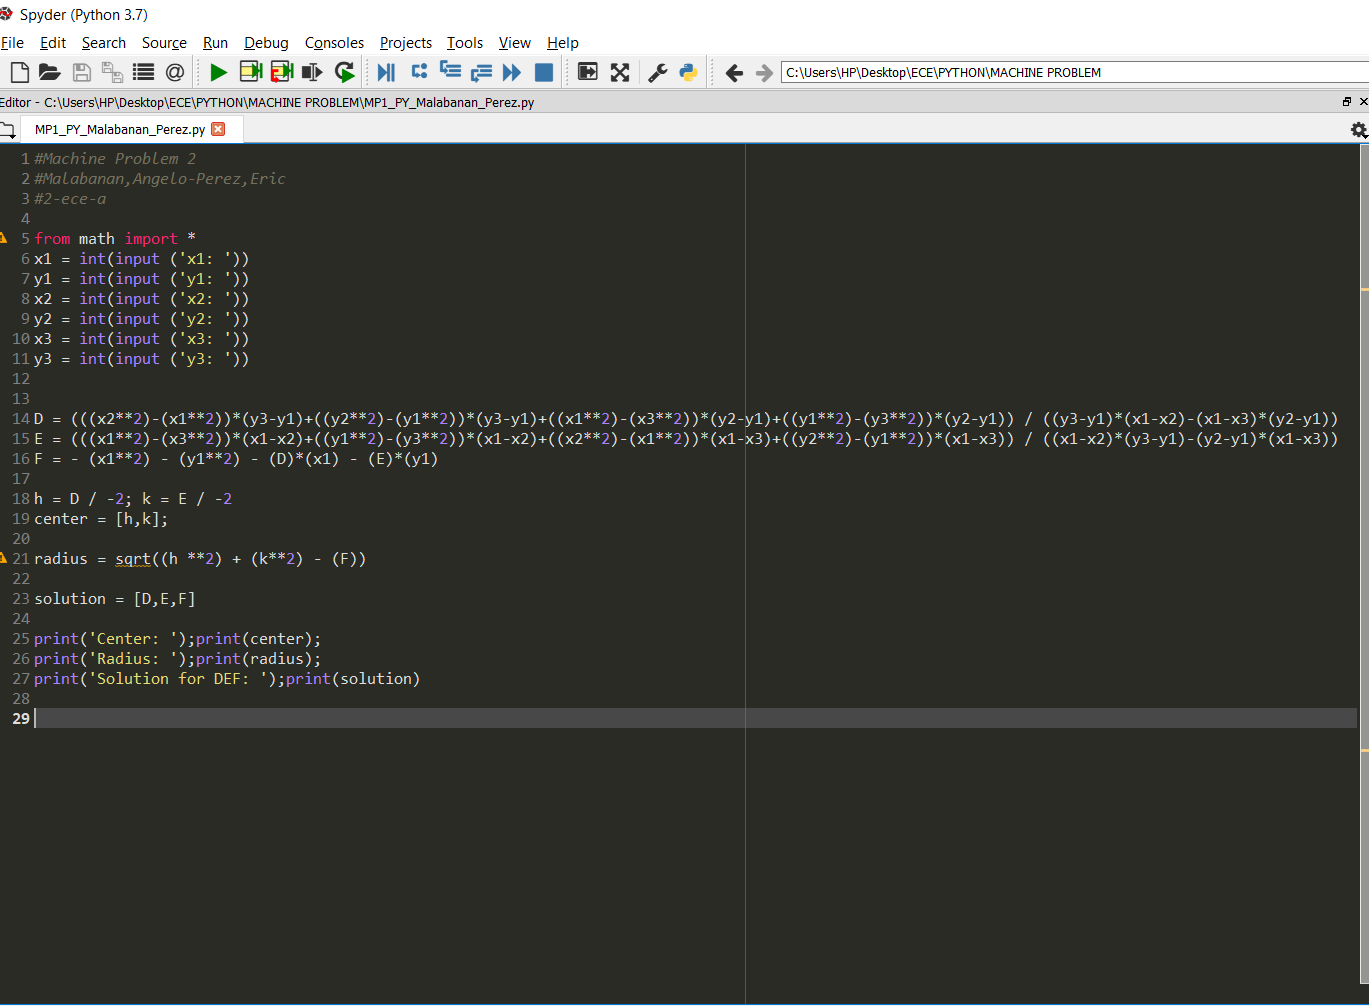 Spyder (Python 3.7)
File Edit Search Source Run Debug Consoles Projects Tools View Help
C:\Users\HP\Desktop\ECE\PYTHON\MACHINE PROBLEM
Editor - C:\Users\HP\Desktop\ECE\PYTHON\MACHINE PROBLEM\MP1_PY_Malabanan_Perez.py
MP1_PY_Malabanan_Perez.py
1 #Machine Problem 2
2 #Malabanan,Angelo-Perez,Eric
3 #2-ece-a
4
5 from math import *
6 x1 = int(input ('x1: '))
7 y1 = int(input ('y1: '))
8 x2 = int(input ('x2: '))
9 y2 = int(input ('y2: '))
10 x3 = int(input ('x3: '))
11 y3 = int(input ('y3: '))
12
13
14 D = (((x2**2)-(x1**2))*(y3-y1)+((y2**2)-(y1**2))*(y3-y1)+((x1**2)-(x3**2))*(y2-y1)+((y1**2)-(y3**2))*(y2-y1)) / ((y3-y1)*(x1-x2)-(x1-x3)*(y2-y1))
15 E = (((x1**2)-(x3**2))*(x1-x2)+((y1**2)-(y3**2))*(x1-x2)+((x2**2)-(x1**2))*(x1-x3)+((y2**2)-(y1**2))*(x1-x3)) / ((x1-x2)*(y3-y1)-(y2-y1)*(x1-x3))
16 F = - (x1**2) - (y1**2) - (D)*(x1) - (E)*(y1)
17
18 h = D / -2; k = E / -2
19 center = [h,k];
20
21 radius = sqrt((h **2) + (k**2) - (F))
22
23 solution = [D,E,F]
24
25 print('Center: ');print(center);
26 print('Radius: ');print(radius);
27 print('Solution for DEF: ');print(solution)
28
29